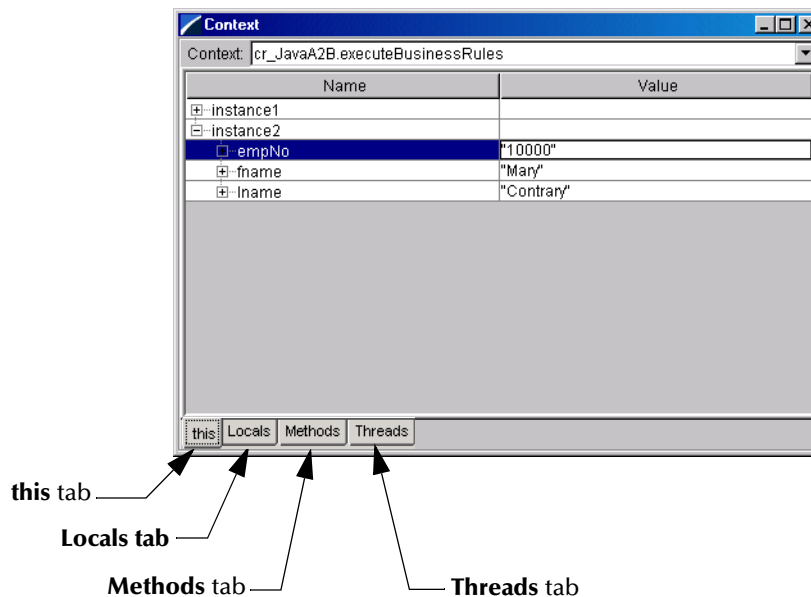 Context
Context: cr_JavaA2B.executeBusinessRules
Name Value
instance1
instance2
empNo "10000"
fname "Mary"
lname "Contrary"
this Locals Methods Threads
this tab
Locals tab
Methods tab Threads tab